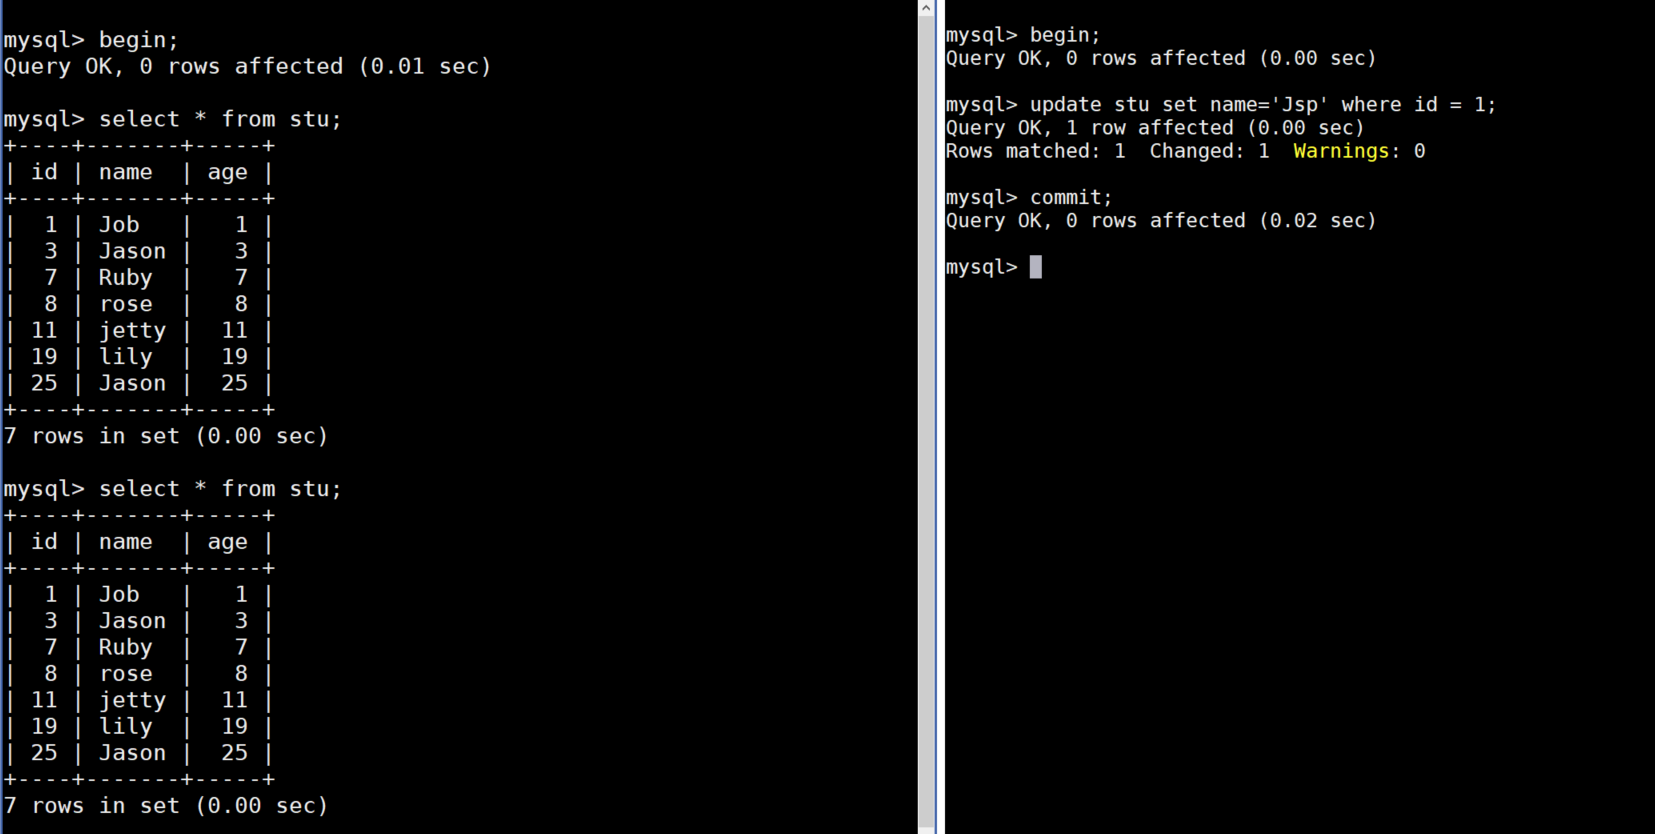 mysql> begin;
Query OK, 0 rows affected (0.01 sec)

mysql> select * from stu;
+----+-------+-----+
| id | name  | age |
+----+-------+-----+
|  1 | Job   |   1 |
|  3 | Jason |   3 |
|  7 | Ruby  |   7 |
|  8 | rose  |   8 |
| 11 | jetty |  11 |
| 19 | lily  |  19 |
| 25 | Jason |  25 |
+----+-------+-----+
7 rows in set (0.00 sec)

mysql> select * from stu;
+----+-------+-----+
| id | name  | age |
+----+-------+-----+
|  1 | Job   |   1 |
|  3 | Jason |   3 |
|  7 | Ruby  |   7 |
|  8 | rose  |   8 |
| 11 | jetty |  11 |
| 19 | lily  |  19 |
| 25 | Jason |  25 |
+----+-------+-----+
7 rows in set (0.00 sec)

mysql> begin;
Query OK, 0 rows affected (0.00 sec)

mysql> update stu set name='Jsp' where id = 1;
Query OK, 1 row affected (0.00 sec)
Rows matched: 1  Changed: 1  Warnings: 0

mysql> commit;
Query OK, 0 rows affected (0.02 sec)

mysql>